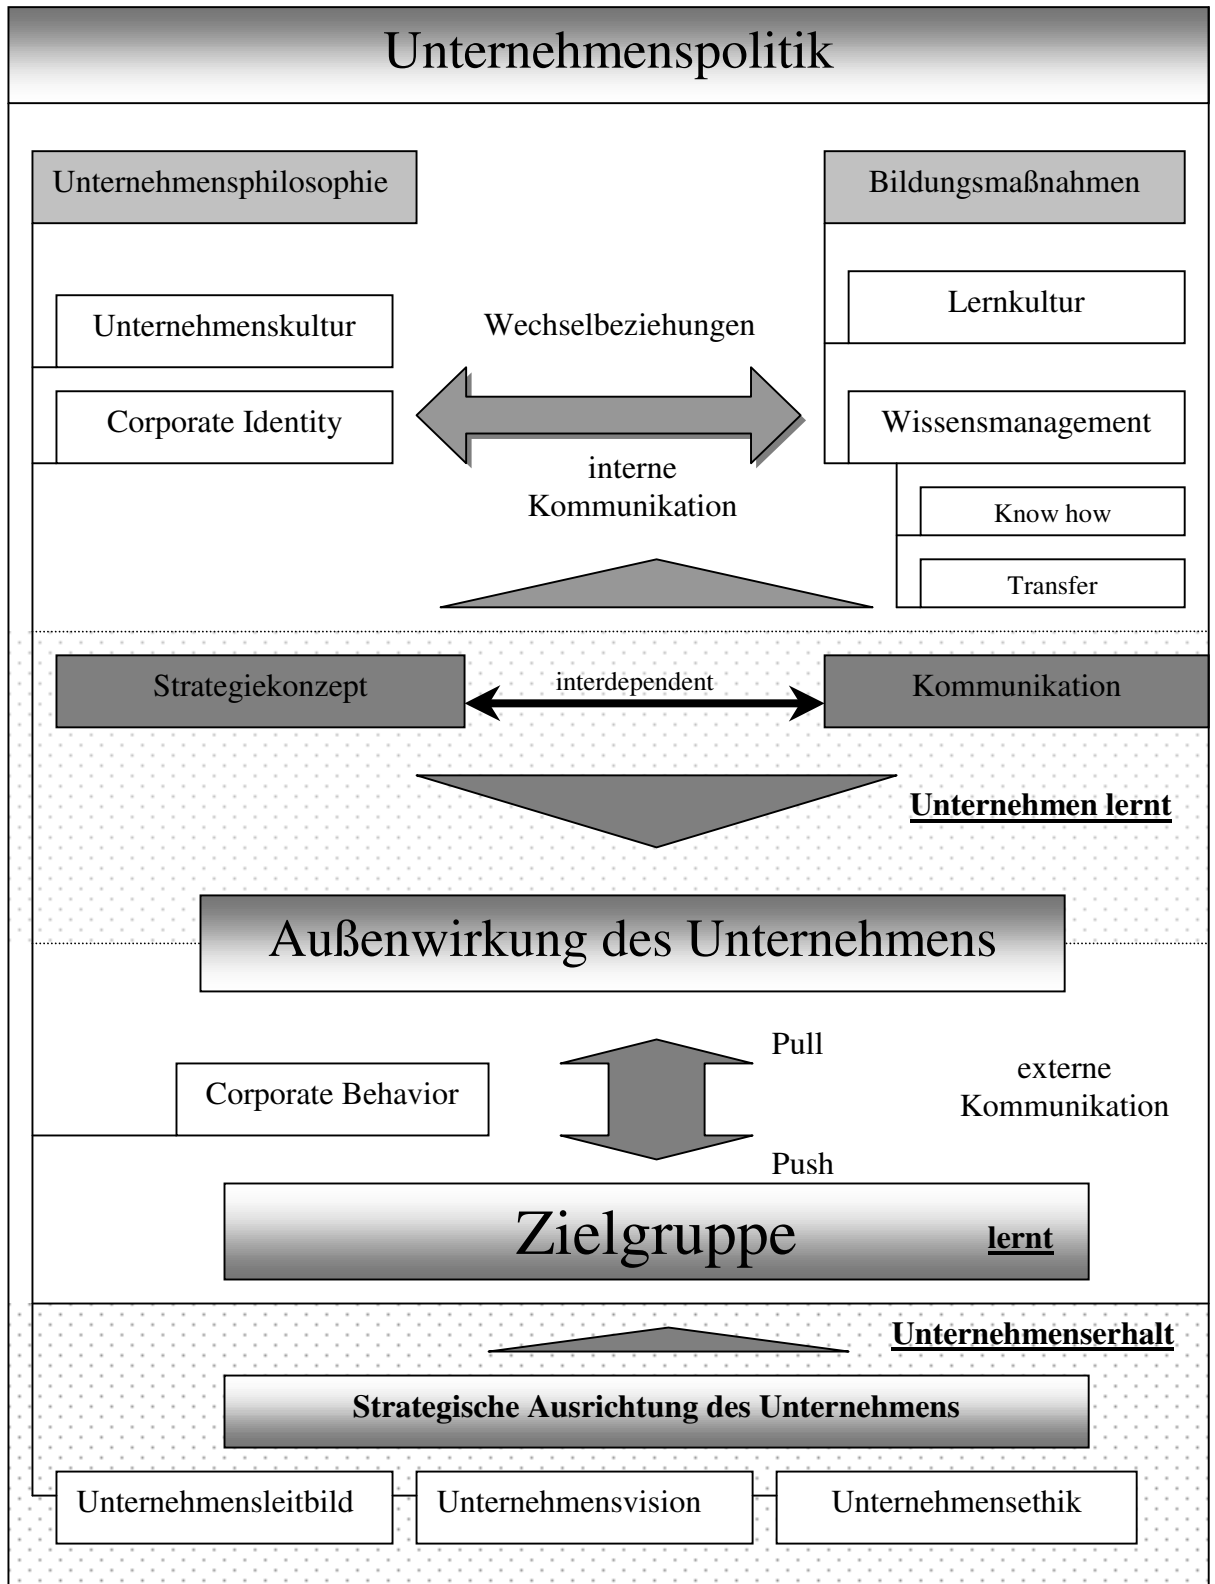 Unternehmenspolitik
Unternehmensphilosophie
Bildungsmaßnahmen
Lernkultur
Unternehmenskultur
Wechselbeziehungen
Corporate Identity
Wissensmanagement
interne
Kommunikation
Know how
Transfer
Strategiekonzept
interdependent
Kommunikation
Unternehmen lernt
Außenwirkung des Unternehmens
Pull
externe
Kommunikation
Corporate Behavior
Push
Zielgruppe
lernt
Unternehmenserhalt
Strategische Ausrichtung des Unternehmens
Unternehmensleitbild
Unternehmensvision
Unternehmensethik